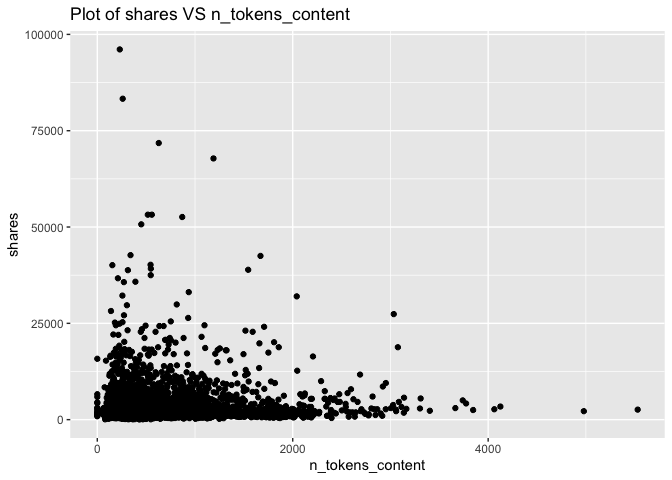 Plot of shares VS n_tokens_content
100000
75000
50000
25000
0
shares
0 2000 4000
n_tokens_content